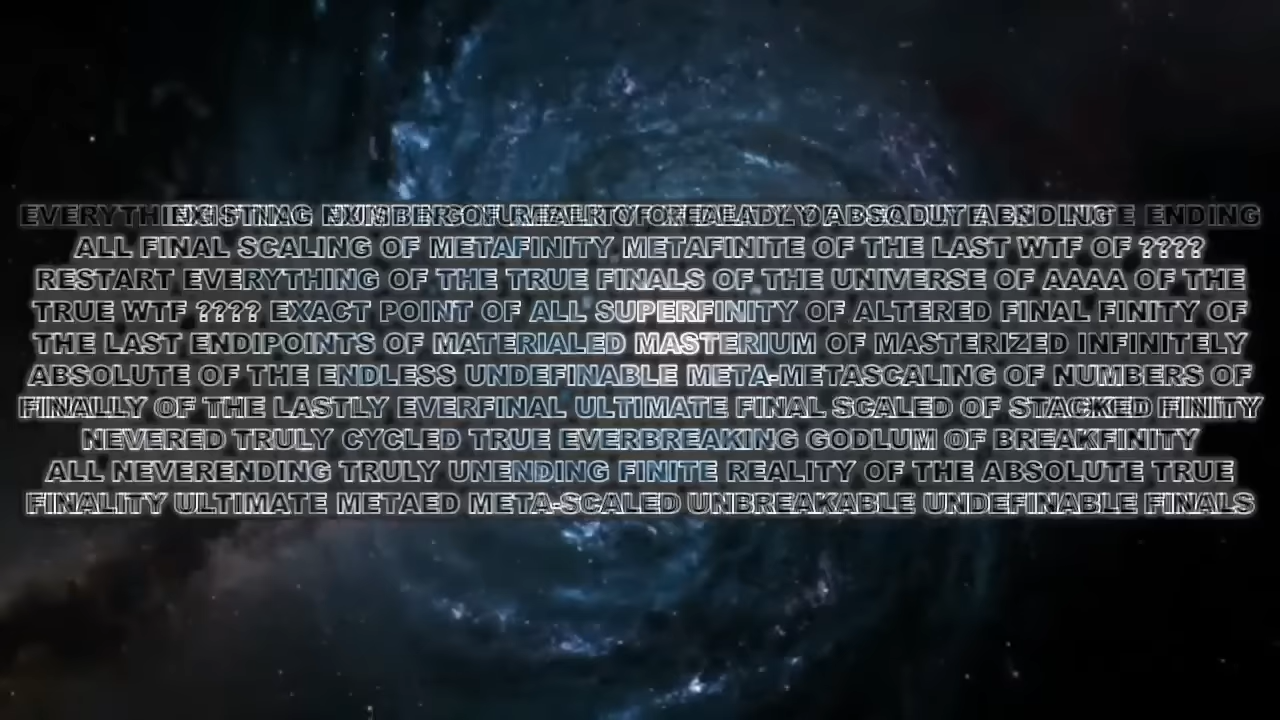 EVERYTHING ENDING
ALL FINAL SCALING OF METAFINITY METAFINITE OF THE LAST WTF OF ????
RESTART EVERYTHING OF THE TRUE FINALS OF THE UNIVERSE OF AAAA OF THE
TRUE WTF ???? EXACT POINT OF ALL SUPERFINITY OF ALTERED FINAL FINITY OF
THE LAST ENDIPOINTS OF MATERIALED MASTERIUM OF MASTERIZED INFINITELY
ABSOLUTE OF THE ENDLESS UNDEFINABLE META-METASCALING OF NUMBERS OF
FINALLY OF THE LASTLY EVERFINAL ULTIMATE FINAL SCALED OF STACKED FINITY
NEVERED TRULY CYCLED TRUE EVERBREAKING GODLUM OF BREAKFINITY
ALL NEVERENDING TRULY UNENDING FINITE REALITY OF THE ABSOLUTE TRUE
FINALITY ULTIMATE METAED META-SCALED UNBREAKABLE UNDEFINABLE FINALS